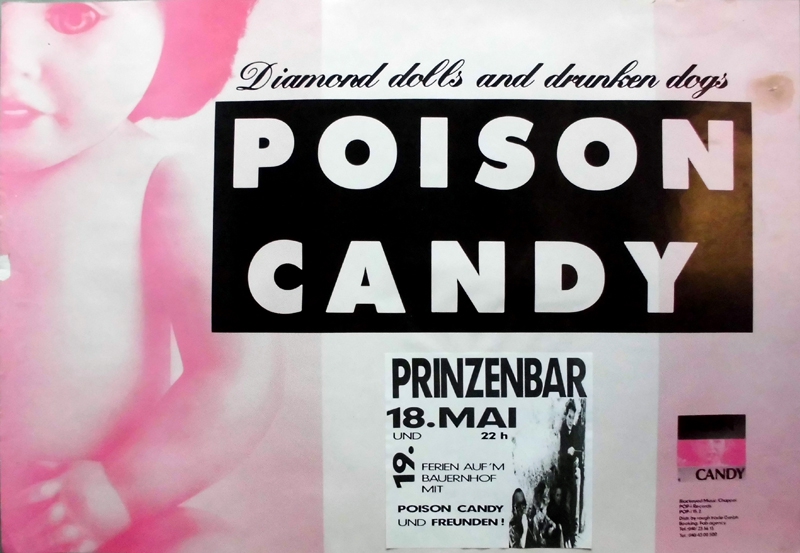 Diamond dolls and drunken dogs
POISON
CANDY
PRINZENBAR
18. MAI
UND 22 h
19.
FERIEN AUF'M
BAUERNHOF
MIT
POISON CANDY
UND FREUNDEN!
CANDY